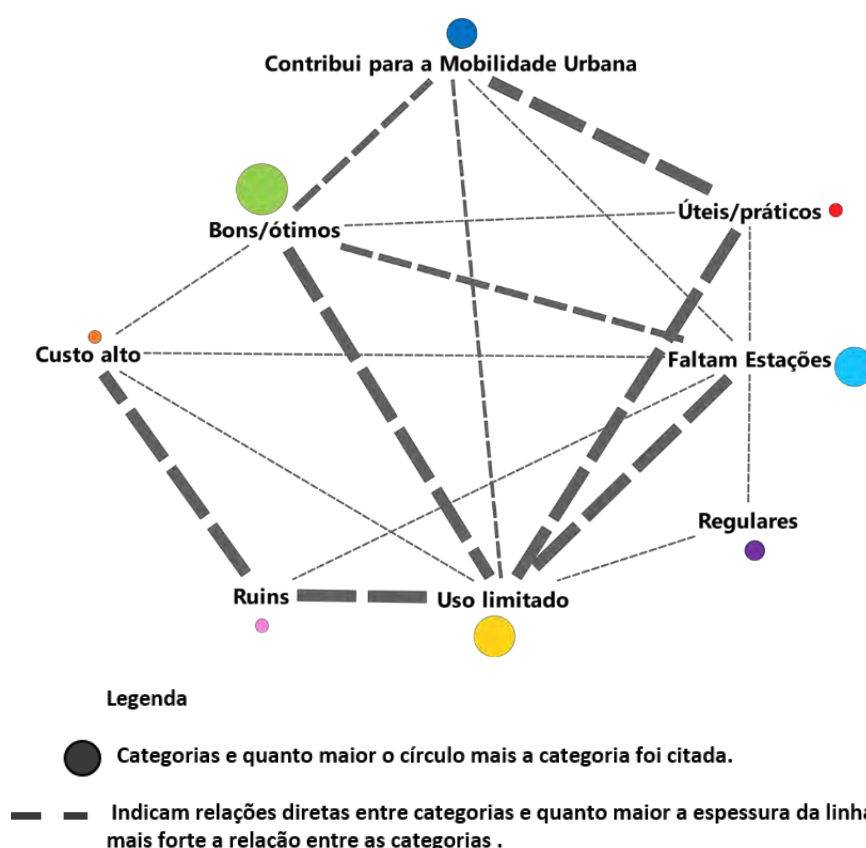 Contribui para a Mobilidade Urbana
Úteis/práticos
Bons/ótimos
Custo alto
Faltam Estações
Regulares
Ruins
Uso limitado
Legenda
Categorias e quanto maior o círculo mais a categoria foi citada.
Indicam relações diretas entre categorias e quanto maior a espessura da linha
mais forte a relação entre as categorias .